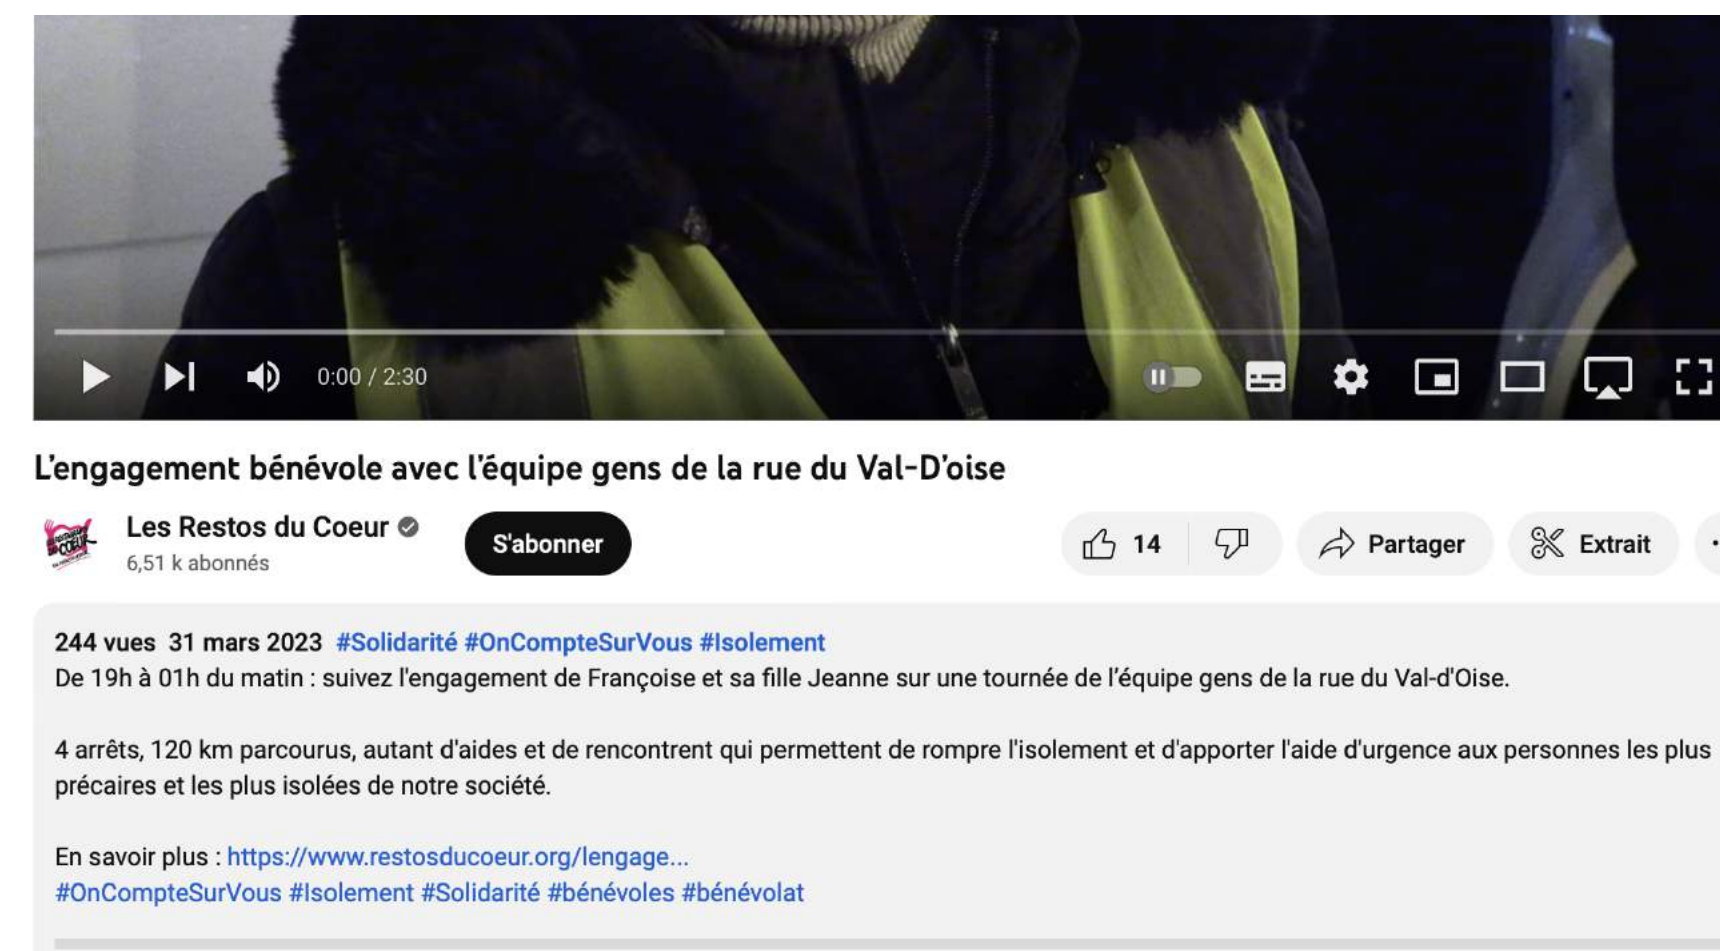 0:00 / 2:30
L'engagement bénévole avec l'équipe gens de la rue du Val-D'oise
Les Restos du Coeur
6,51 k abonnés
S'abonner
14
Partager
Extrait
244 vues 31 mars 2023 #Solidarité #OnCompteSurVous #Isolement
De 19h à 01h du matin : suivez l'engagement de Françoise et sa fille Jeanne sur une tournée de l'équipe gens de la rue du Val-d'Oise.
4 arrêts, 120 km parcourus, autant d'aides et de rencontrent qui permettent de rompre l'isolement et d'apporter l'aide d'urgence aux personnes les plus
précaires et les plus isolées de notre société.
En savoir plus : https://www.restosducoeur.org/lengage...
#OnCompteSurVous #Isolement #Solidarité #bénévoles #bénévolat